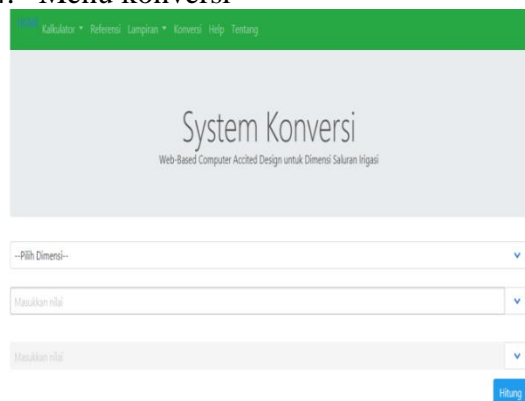 Menu konversi
Kalkulator Referensi Lampiran Konversi Help Tentang
System Konversi
Web-Based Computer Accited Design untuk Dimensi Saluran Irigasi
--Pilih Dimensi--
Masukkan nilai
Masukkan nilai
Hitung